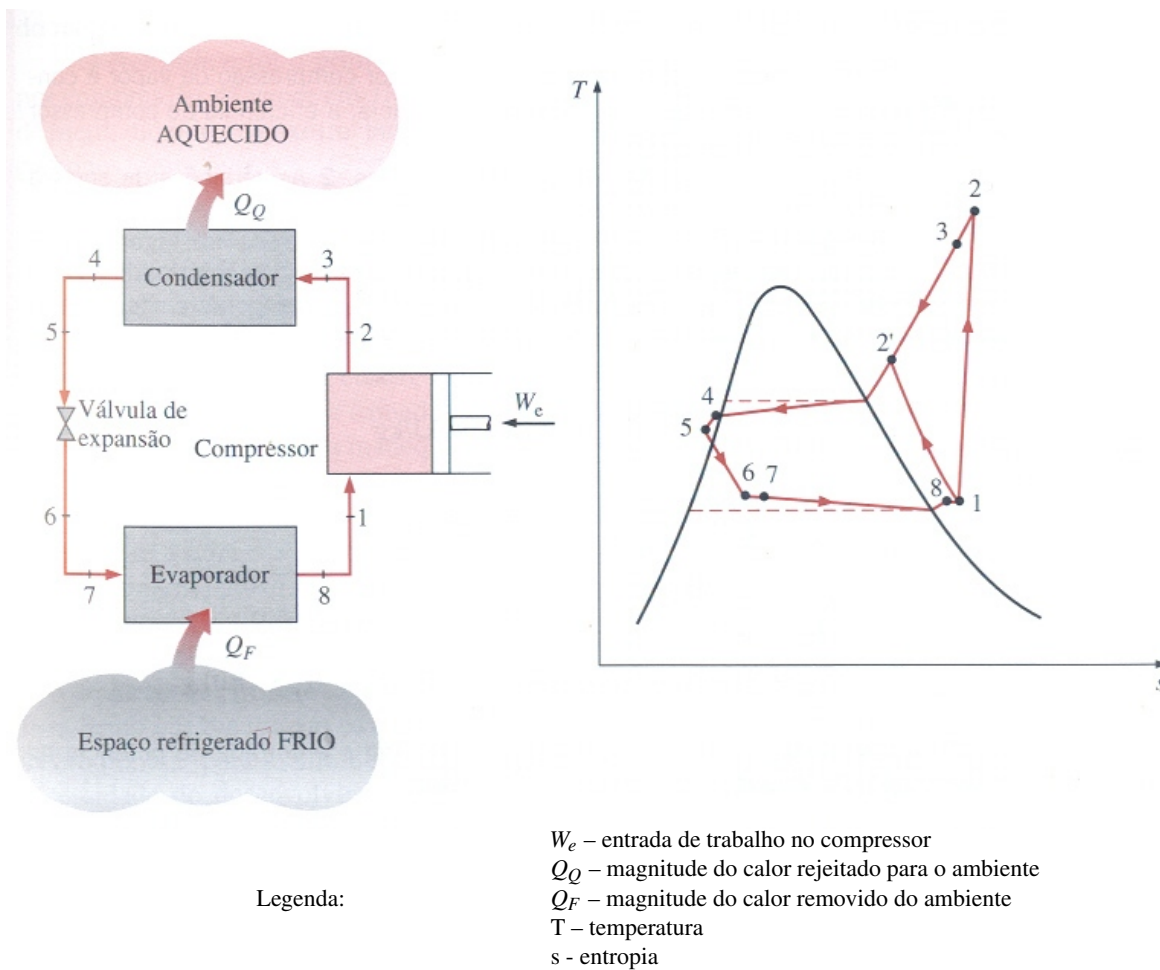 Ambiente
AQUECIDO
Q_Q
4
Condensador
3
5
2
Válvula de
expansão
Compressor
W_e
6
1
7
Evaporador
8
Q_F
Espaço refrigerado FRIO
T
2
3
2'
4
5
6 7
8
1
s
Legenda:
W_e – entrada de trabalho no compressor
Q_Q – magnitude do calor rejeitado para o ambiente
Q_F – magnitude do calor removido do ambiente
T – temperatura
s - entropia